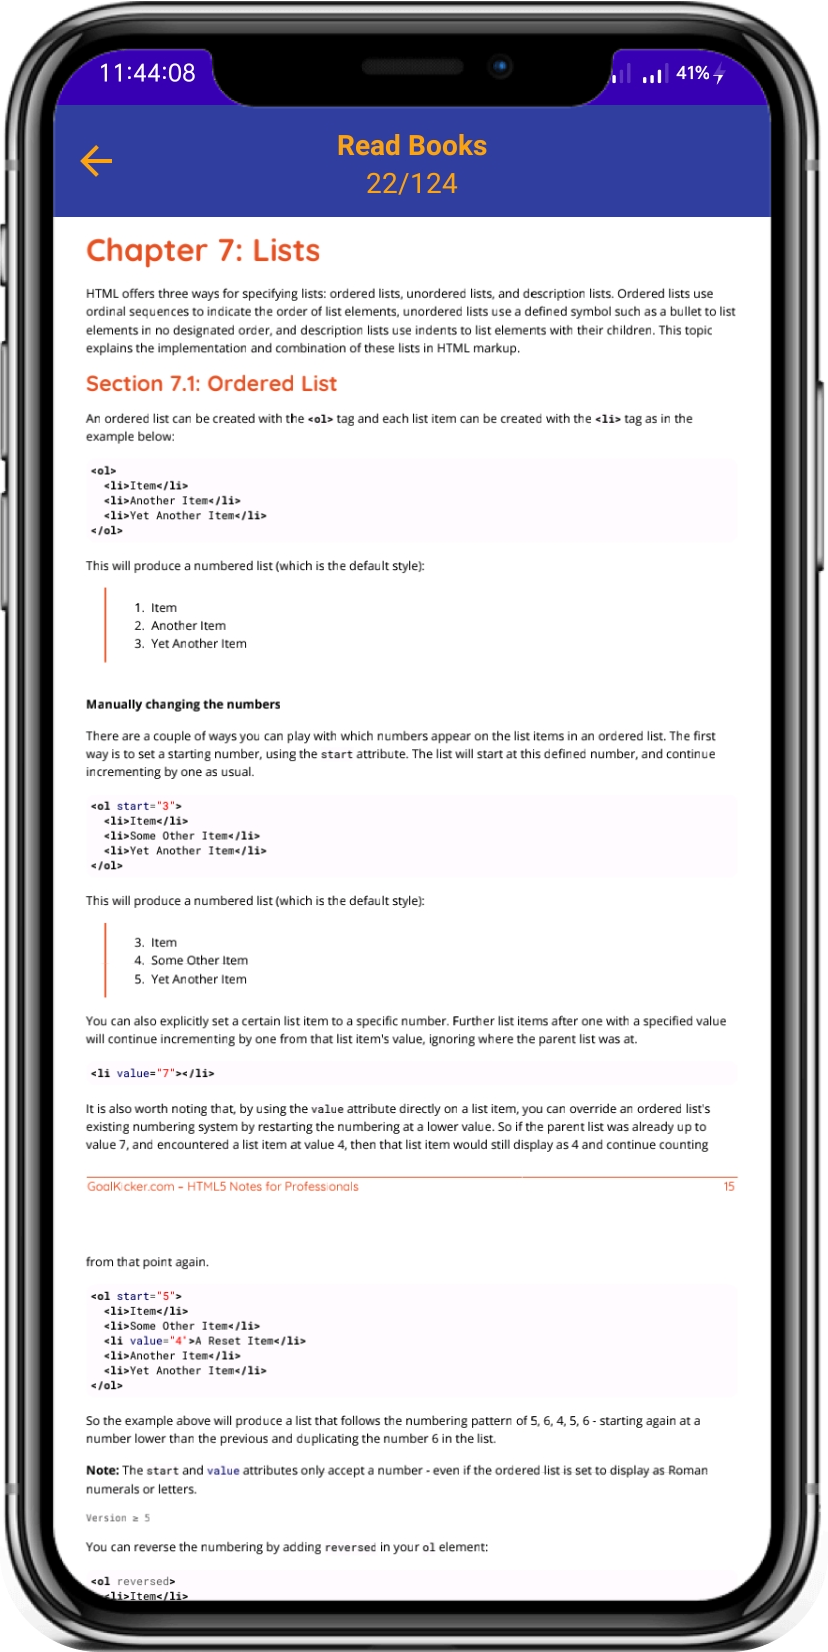 11:44:08
41%
Read Books
22/124
Chapter 7: Lists
HTML offers three ways for specifying lists: ordered lists, unordered lists, and description lists. Ordered lists use
ordinal sequences to indicate the order of list elements, unordered lists use a defined symbol such as a bullet to list
elements in no designated order, and description lists use indents to list elements with their children. This topic
explains the implementation and combination of these lists in HTML markup.
Section 7.1: Ordered List
An ordered list can be created with the <ol> tag and each list item can be created with the <li> tag as in the
example below:
<ol>
<li>Item</li>
<li>Another Item</li>
<li>Yet Another Item</li>
</ol>
This will produce a numbered list (which is the default style):
1. Item
2. Another Item
3. Yet Another Item
Manually changing the numbers
There are a couple of ways you can play with which numbers appear on the list items in an ordered list. The first
way is to set a starting number, using the start attribute. The list will start at this defined number, and continue
incrementing by one as usual.
<ol start="3">
<li>Item</li>
<li>Some Other Item</li>
<li>Yet Another Item</li>
</ol>
This will produce a numbered list (which is the default style):
3. Item
4. Some Other Item
5. Yet Another Item
You can also explicitly set a certain list item to a specific number. Further list items after one with a specified value
will continue incrementing by one from that list item's value, ignoring where the parent list was at.
<li value="7"></li>
It is also worth noting that, by using the value attribute directly on a list item, you can override an ordered list's
existing numbering system by restarting the numbering at a lower value. So if the parent list was already up to
value 7, and encountered a list item at value 4, then that list item would still display as 4 and continue counting
GoalKicker.com – HTML5 Notes for Professionals 15
from that point again.
<ol start="5">
<li>Item</li>
<li>Some Other Item</li>
<li value="4">A Reset Item</li>
<li>Another Item</li>
<li>Yet Another Item</li>
</ol>
So the example above will produce a list that follows the numbering pattern of 5, 6, 4, 5, 6 - starting again at a
number lower than the previous and duplicating the number 6 in the list.
Note: The start and value attributes only accept a number - even if the ordered list is set to display as Roman
numerals or letters.
Version ≥ 5
You can reverse the numbering by adding reversed in your ol element:
<ol reversed>
<li>Item</li>